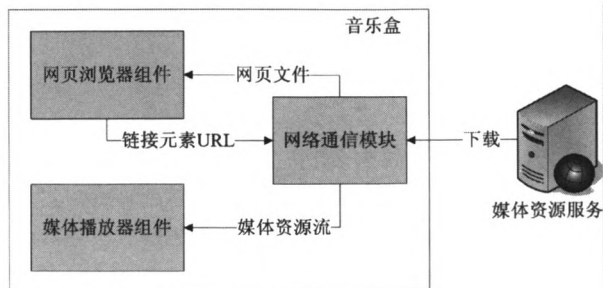 音乐盒
网页浏览器组件
网页文件
链接元素URL
网络通信模块
下载
媒体播放器组件
媒体资源流
媒体资源服务